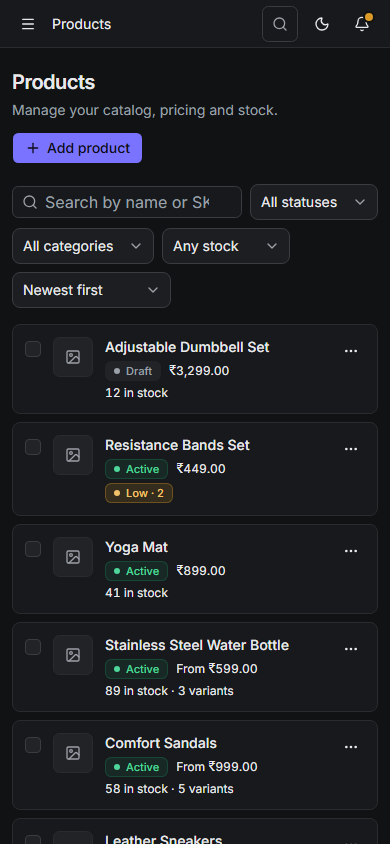 Products
Products
Manage your catalog, pricing and stock.
Add product
Search by name or SK
All statuses
All categories
Any stock
Newest first
Adjustable Dumbbell Set
Draft ₹3,299.00
12 in stock
Resistance Bands Set
Active ₹449.00
Low · 2
Yoga Mat
Active ₹899.00
41 in stock
Stainless Steel Water Bottle
Active From ₹599.00
89 in stock · 3 variants
Comfort Sandals
Active From ₹999.00
58 in stock · 5 variants
Leather Sneakers